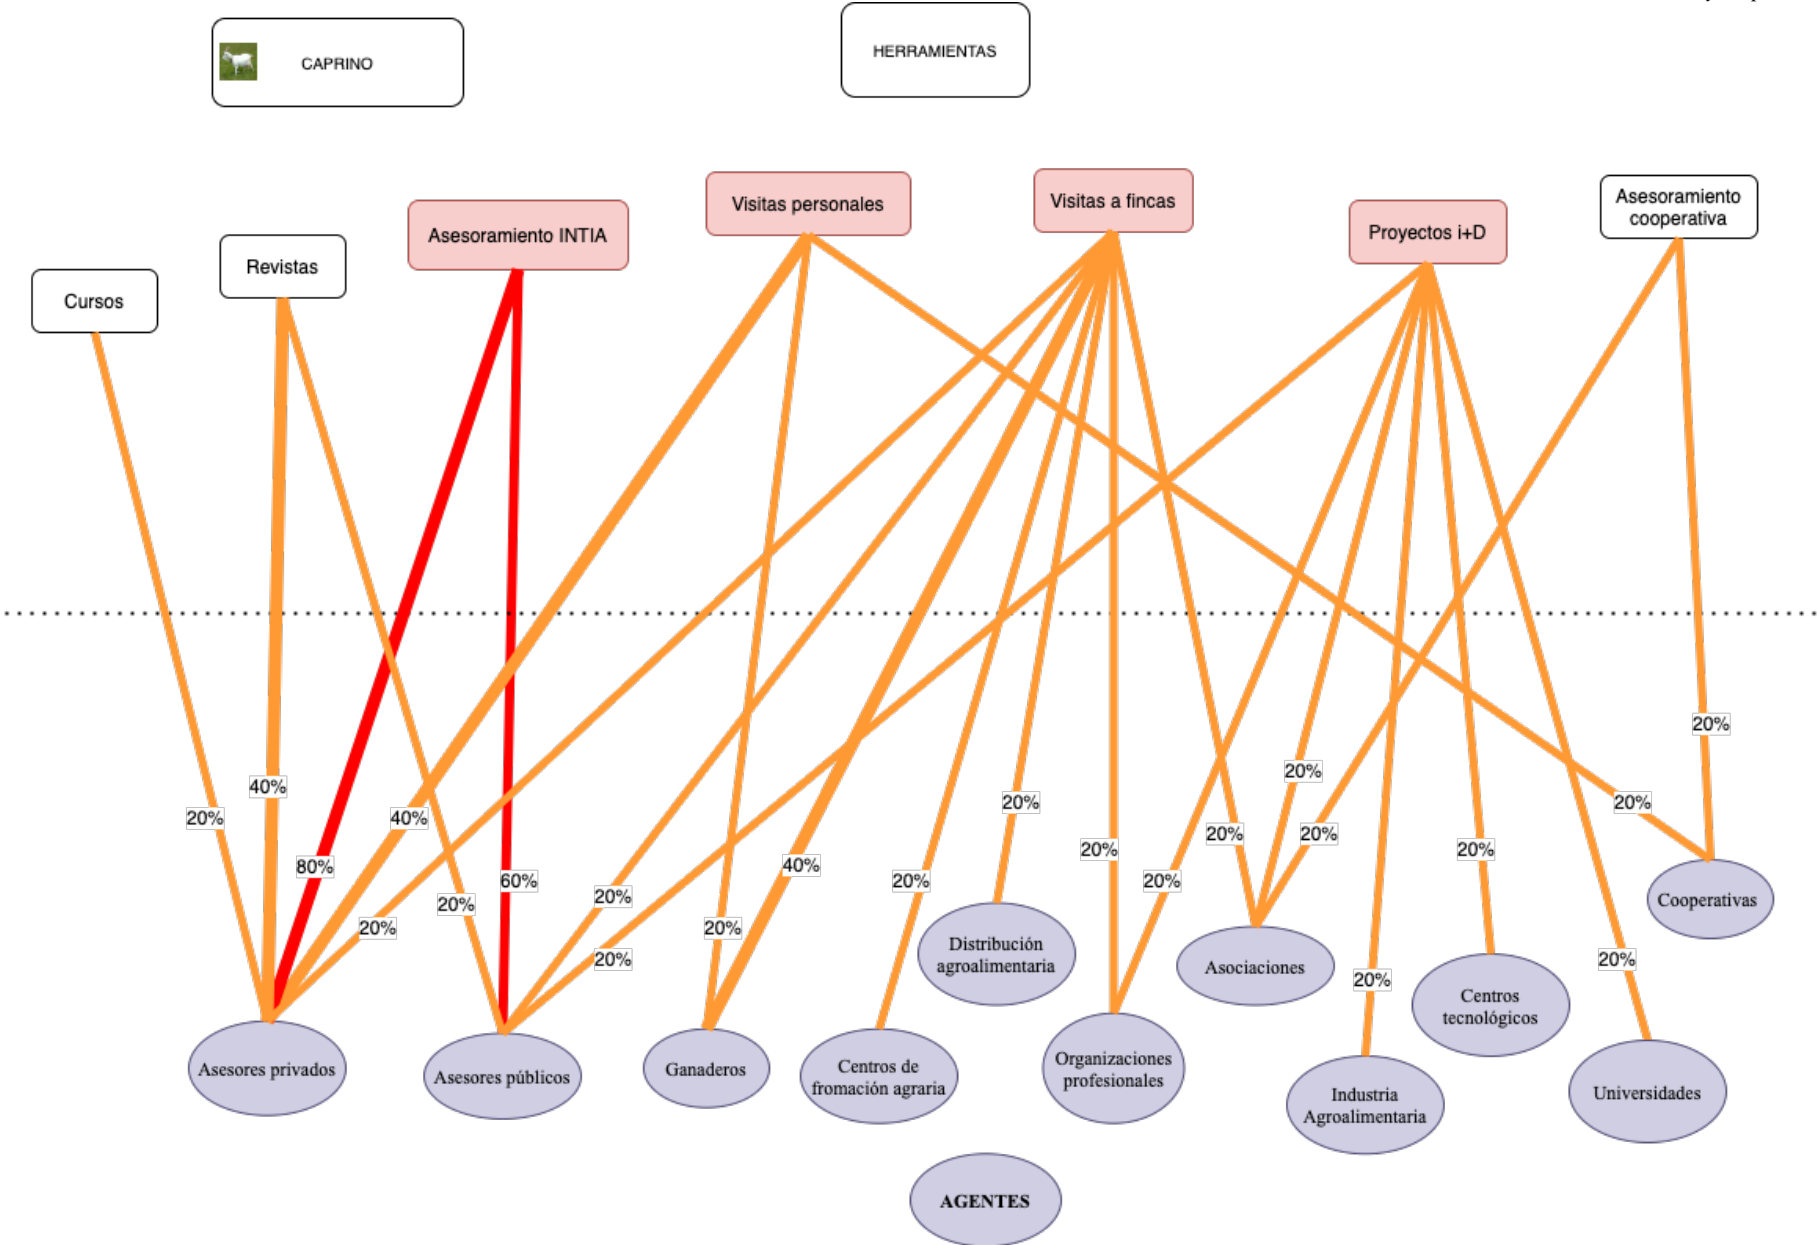 CAPRINO
HERRAMIENTAS
Cursos
Revistas
Asesoramiento INTIA
Visitas personales
Visitas a fincas
Proyectos i+D
Asesoramiento
cooperativa
20%
40%
80%
40%
20%
20%
60%
20%
20%
20%
40%
20%
20%
20%
20%
20%
20%
20%
20%
20%
20%
20%
20%
Asesores privados
Asesores públicos
Ganaderos
Centros de
fromación agraria
Distribución
agroalimentaria
Organizaciones
profesionales
Asociaciones
Industria
Agroalimentaria
Centros
tecnológicos
Universidades
Cooperativas
AGENTES